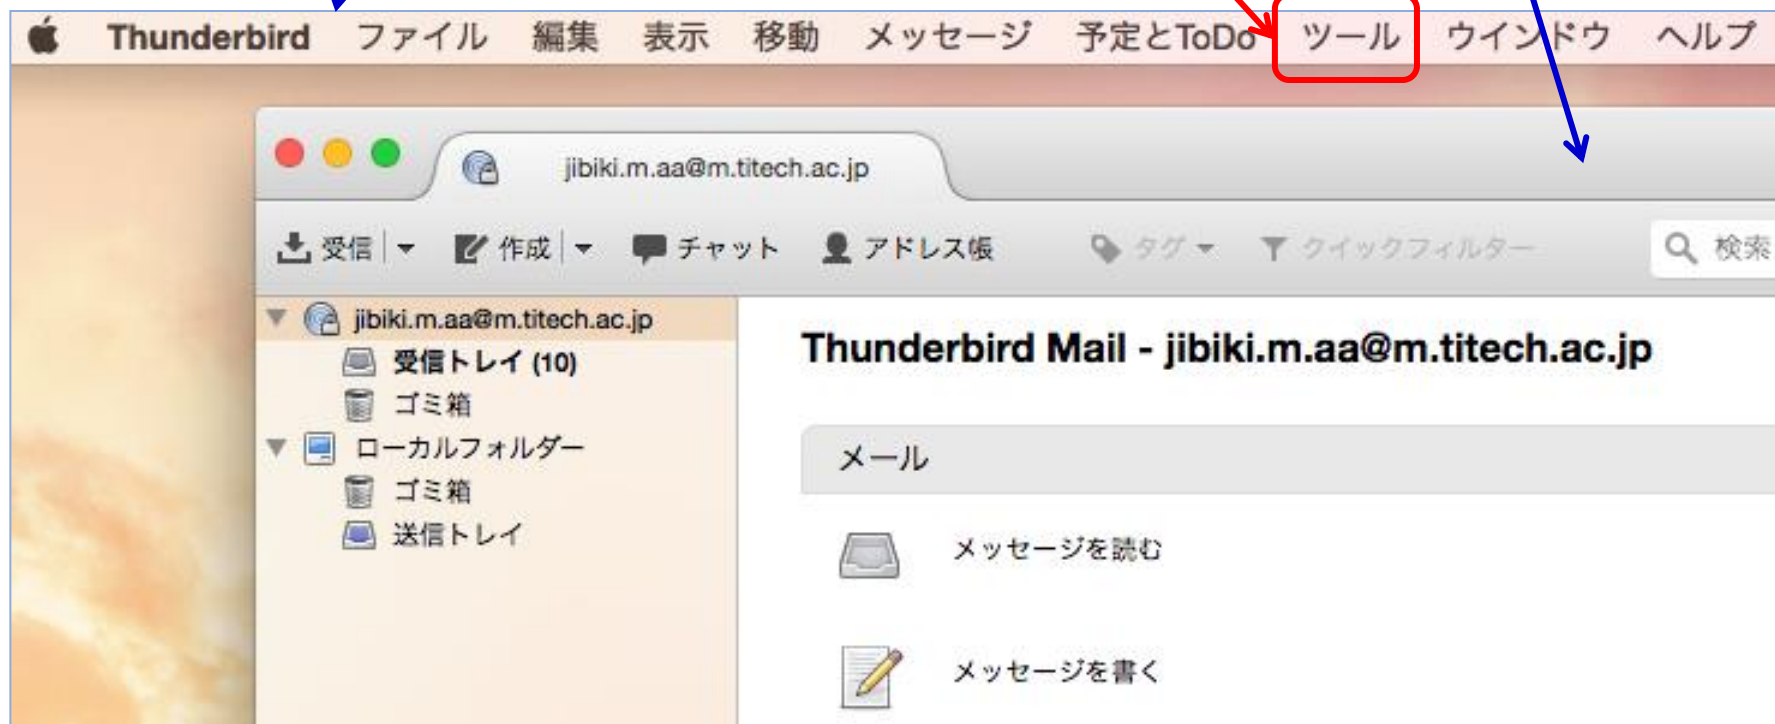 Thunderbird ファイル 編集 表示 移動 メッセージ 予定とToDo ツール ウインドウ ヘルプ
jibiki.m.aa@m.titech.ac.jp
受信 作成 チャット アドレス帳 タグ クイックフィルター 検索
jibiki.m.aa@m.titech.ac.jp
受信トレイ (10)
ゴミ箱
ローカルフォルダー
ゴミ箱
送信トレイ
Thunderbird Mail - jibiki.m.aa@m.titech.ac.jp
メール
メッセージを読む
メッセージを書く